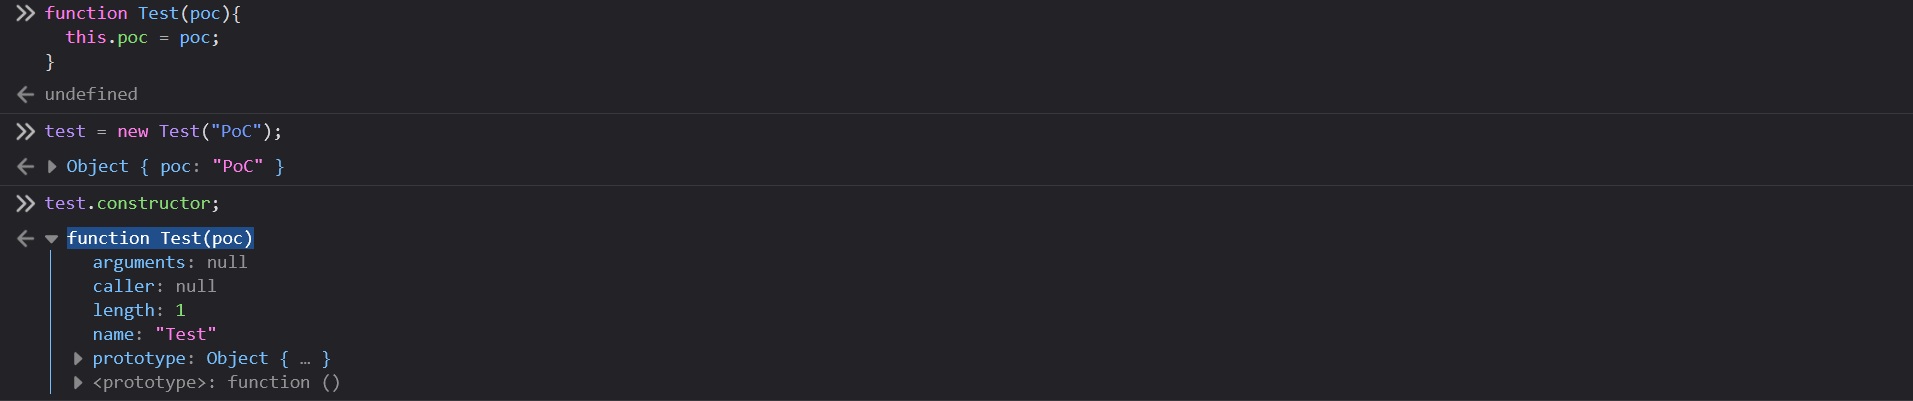 function Test(poc){
this.poc = poc;
}
undefined
test = new Test("PoC");
Object { poc: "PoC" }
test.constructor;
function Test(poc)
arguments: null
caller: null
length: 1
name: "Test"
prototype: Object { … }
<prototype>: function ()